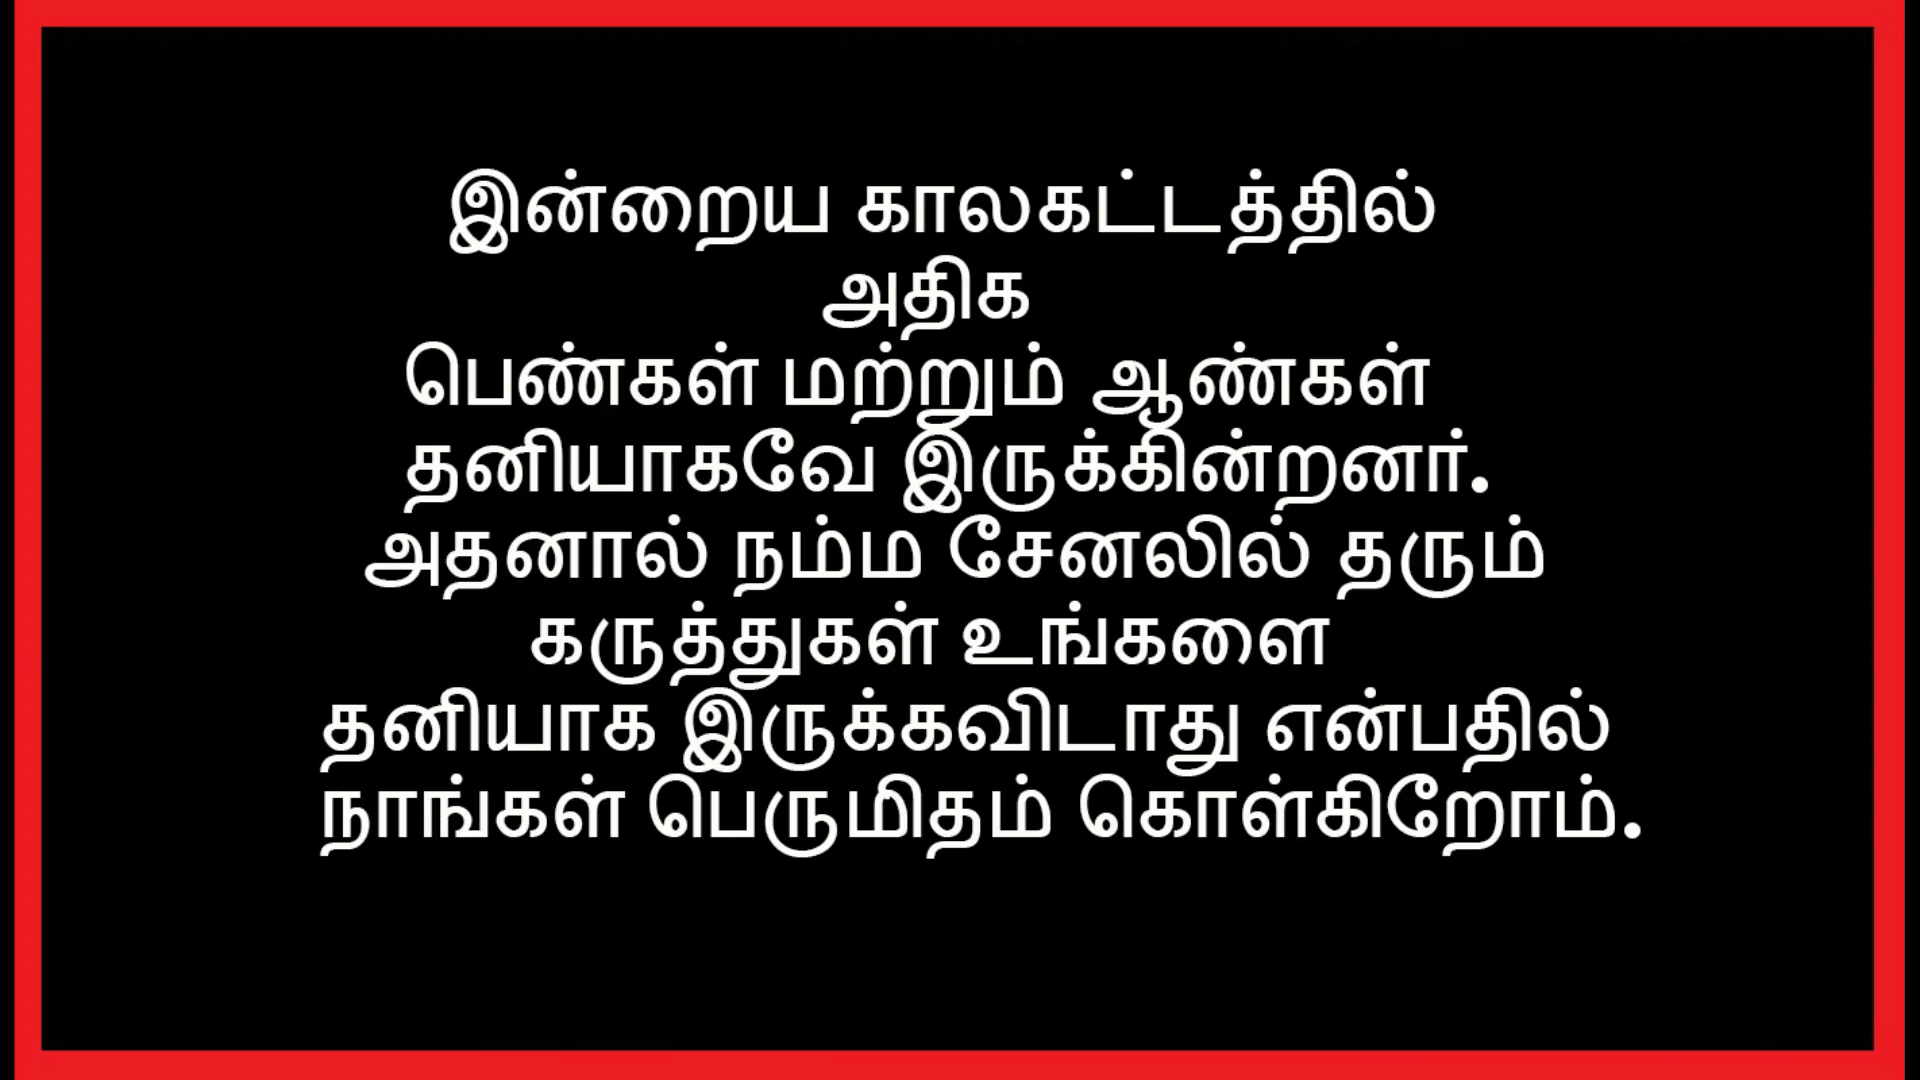 இன்றைய காலகட்டத்தில்
அதிக
பெண்கள் மற்றும் ஆண்கள்
தனியாகவே இருக்கின்றனர்.
அதனால் நம்ம சேனலில் தரும்
கருத்துகள் உங்களை
தனியாக இருக்கவிடாது என்பதில்
நாங்கள் பெருமிதம் கொள்கிறோம்.